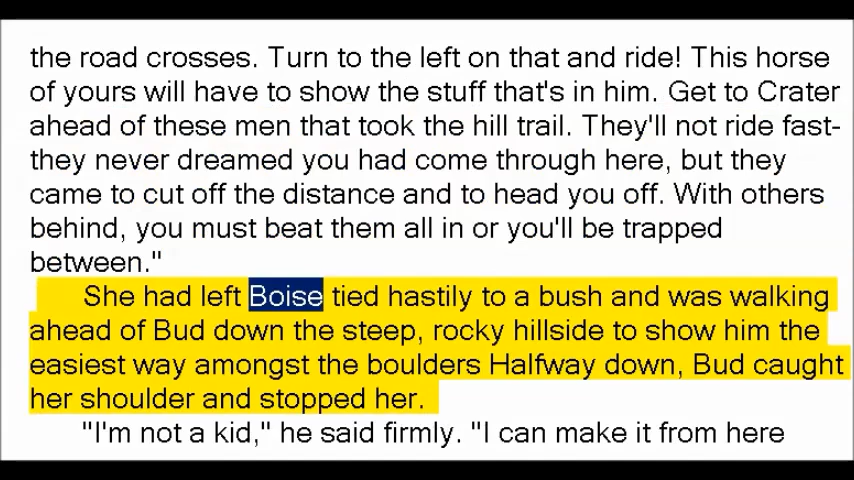 the road crosses. Turn to the left on that and ride! This horse
of yours will have to show the stuff that's in him. Get to Crater
ahead of these men that took the hill trail. They'll not ride fast-
they never dreamed you had come through here, but they
came to cut off the distance and to head you off. With others
behind, you must beat them all in or you'll be trapped
between."
She had left Boise tied hastily to a bush and was walking
ahead of Bud down the steep, rocky hillside to show him the
easiest way amongst the boulders Halfway down, Bud caught
her shoulder and stopped her.
"I'm not a kid," he said firmly. "I can make it from here